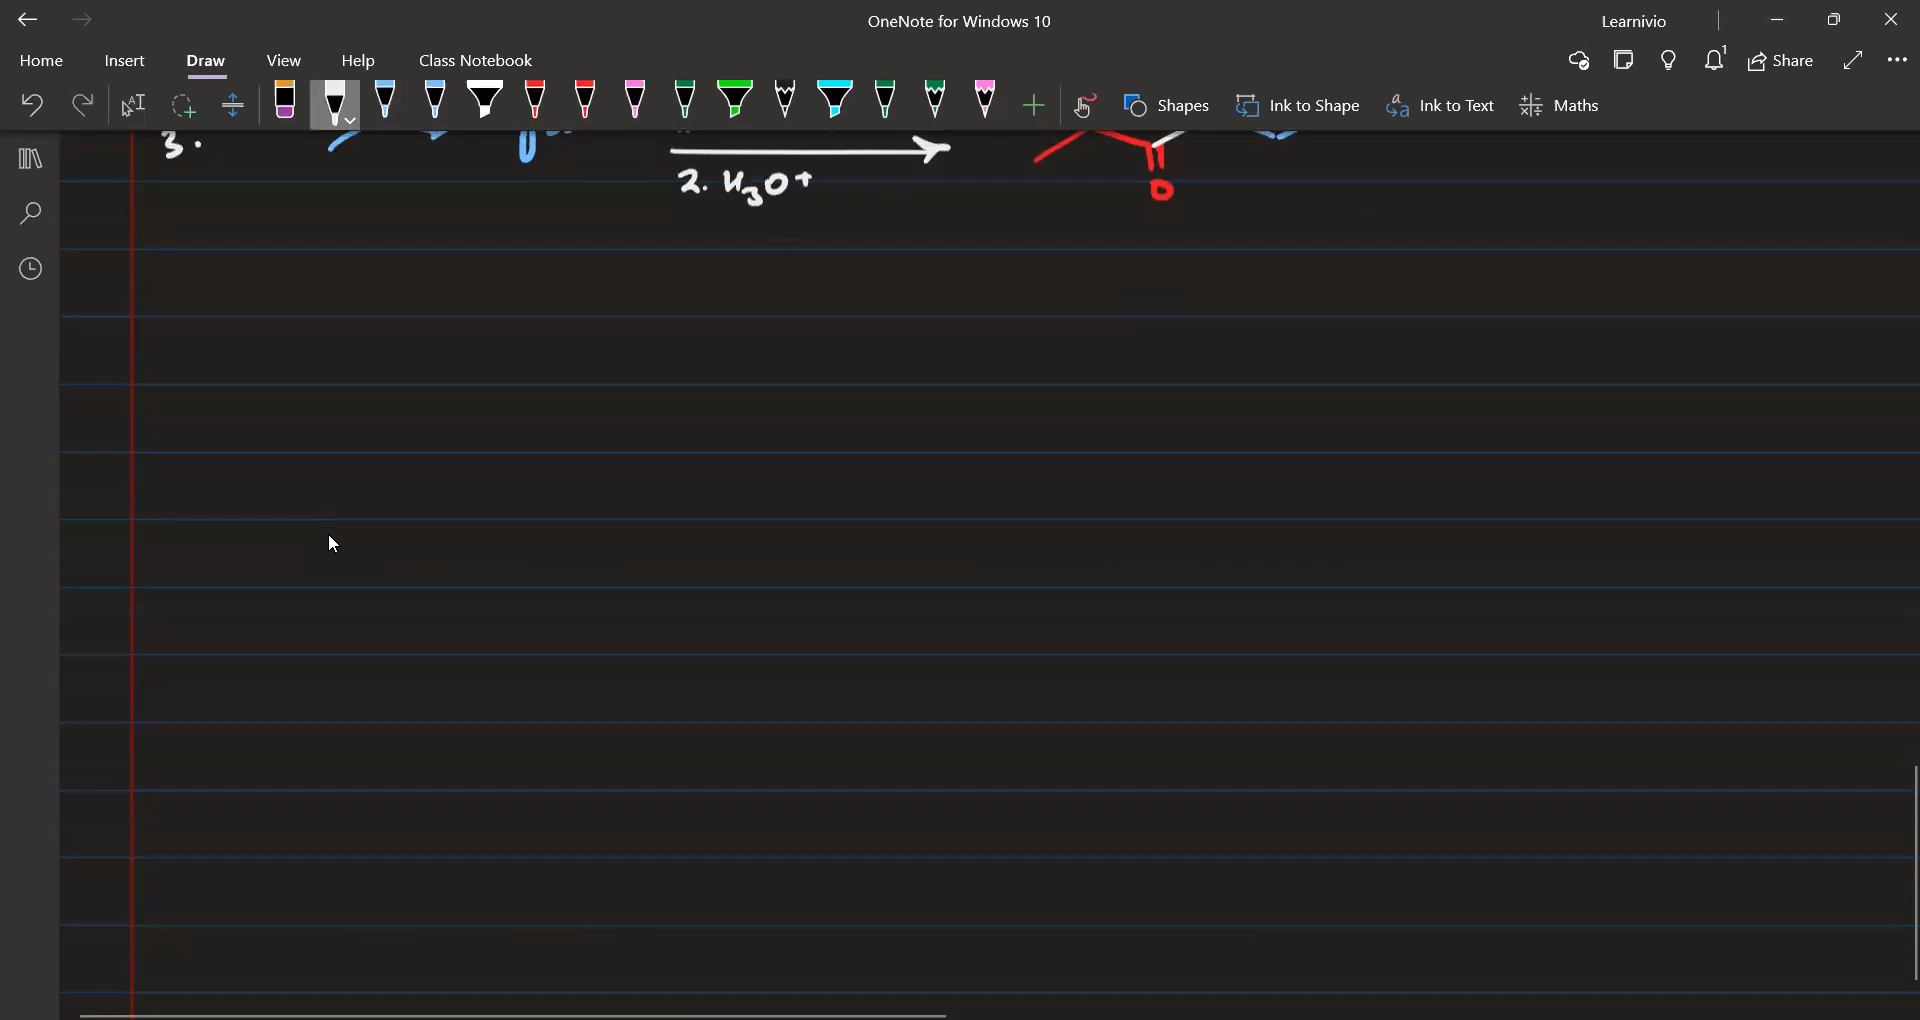 OneNote for Windows 10
Learnivio
Home Insert Draw View Help Class Notebook
1 Share
Shapes Ink to Shape Ink to Text Maths
3.
2. H3O+
O